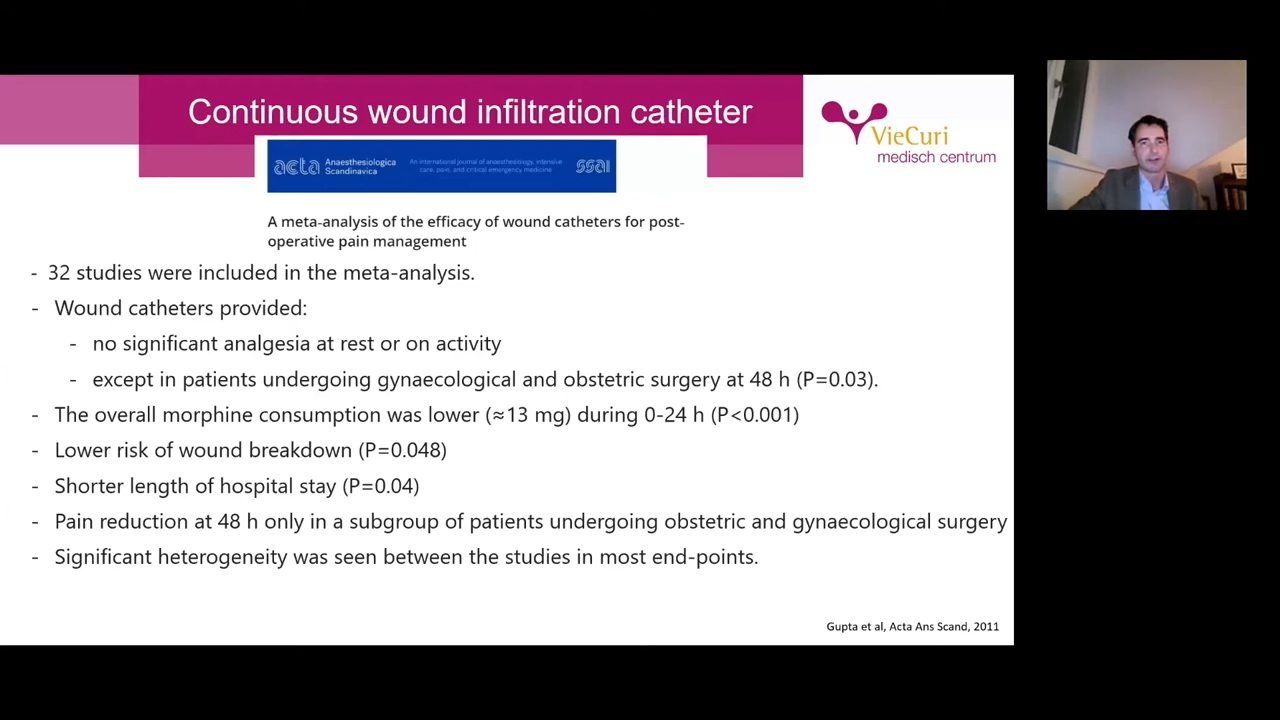 Continuous wound infiltration catheter
VieCuri
medisch centrum
acta Anaesthesiologica
Scandinavica
An international journal of anaesthesiology, intensive
care, pain, and critical emergency medicine
ssai
A meta-analysis of the efficacy of wound catheters for post-
operative pain management
- 32 studies were included in the meta-analysis.
- Wound catheters provided:
- no significant analgesia at rest or on activity
- except in patients undergoing gynaecological and obstetric surgery at 48 h (P=0.03).
- The overall morphine consumption was lower (≈13 mg) during 0-24 h (P<0.001)
- Lower risk of wound breakdown (P=0.048)
- Shorter length of hospital stay (P=0.04)
- Pain reduction at 48 h only in a subgroup of patients undergoing obstetric and gynaecological surgery
- Significant heterogeneity was seen between the studies in most end-points.
Gupta et al, Acta Ans Scand, 2011